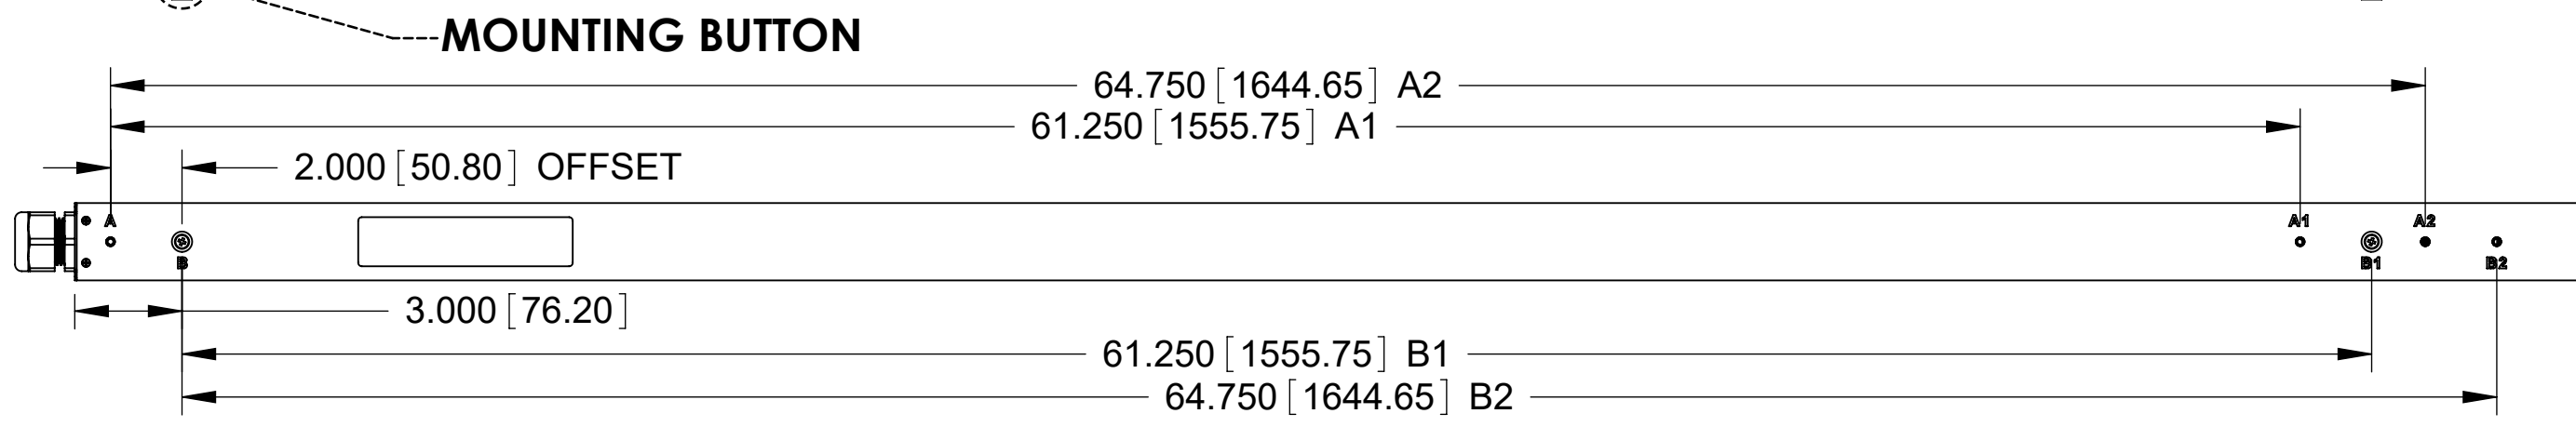 MOUNTING BUTTON
64.750 [1644.65] A2
61.250 [1555.75] A1
2.000 [50.80] OFFSET
A A1 A2
B B1 B2
3.000 [76.20]
61.250 [1555.75] B1
64.750 [1644.65] B2